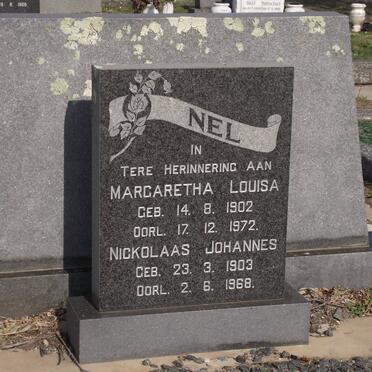 NEL
IN
TERE HERINNERING AAN
MARGARETHA LOUISA
GEB. 14. 8. 1902
OORL. 17. 12. 1972.
NICKOLAAS JOHANNES
GEB. 23. 3. 1903
OORL. 2. 6. 1968.